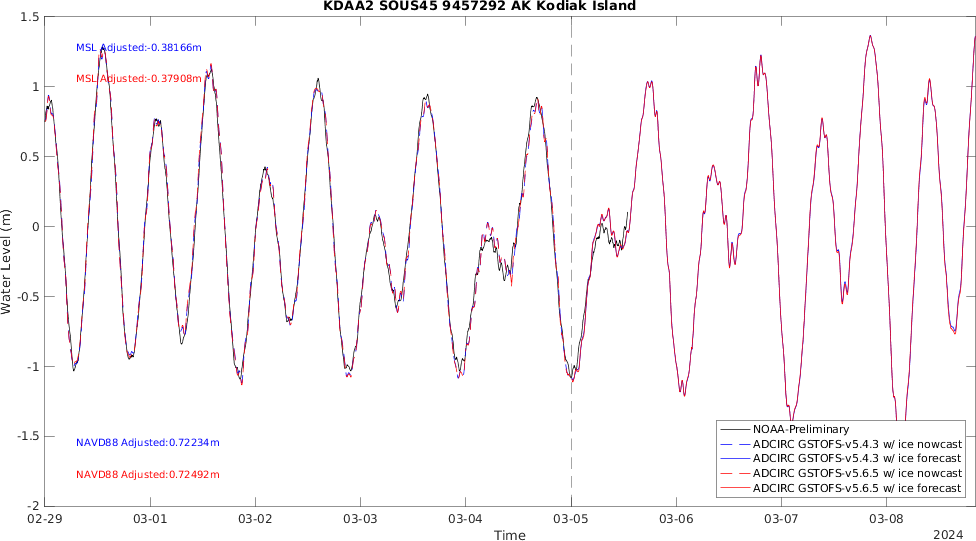 KDAA2 SOUS45 9457292 AK Kodiak Island
1.5
1
0.5
0
-0.5
-1
-1.5
-2
Water Level (m)
MSL Adjusted:-0.38166m
MSL Adjusted:-0.37908m
NAVD88 Adjusted:0.72234m
NAVD88 Adjusted:0.72492m
NOAA-Preliminary
ADCIRC GSTOFS-v5.4.3 w/ ice nowcast
ADCIRC GSTOFS-v5.4.3 w/ ice forecast
ADCIRC GSTOFS-v5.6.5 w/ ice nowcast
ADCIRC GSTOFS-v5.6.5 w/ ice forecast
02-29 03-01 03-02 03-03 03-04 03-05 03-06 03-07 03-08
Time
2024